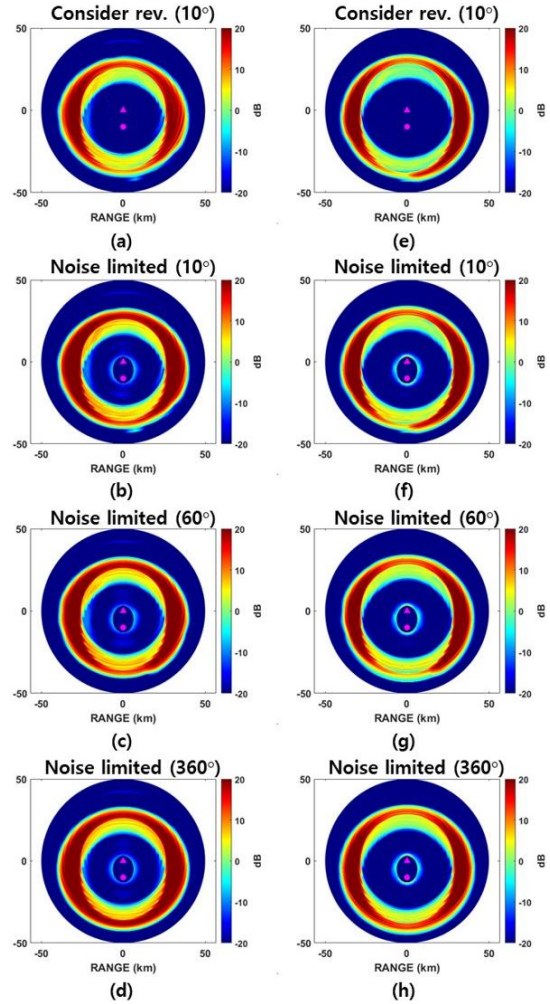 Consider rev. (10°)
50
0
-50
-50 0 50
RANGE (km)
20
10
0
-10
-20
dB
(a)
Consider rev. (10°)
50
0
-50
-50 0 50
RANGE (km)
20
10
0
-10
-20
dB
(e)
Noise limited (10°)
50
0
-50
-50 0 50
RANGE (km)
20
10
0
-10
-20
dB
(b)
Noise limited (10°)
50
0
-50
-50 0 50
RANGE (km)
20
10
0
-10
-20
dB
(f)
Noise limited (60°)
50
0
-50
-50 0 50
RANGE (km)
20
10
0
-10
-20
dB
(c)
Noise limited (60°)
50
0
-50
-50 0 50
RANGE (km)
20
10
0
-10
-20
dB
(g)
Noise limited (360°)
50
0
-50
-50 0 50
RANGE (km)
20
10
0
-10
-20
dB
(d)
Noise limited (360°)
50
0
-50
-50 0 50
RANGE (km)
20
10
0
-10
-20
dB
(h)